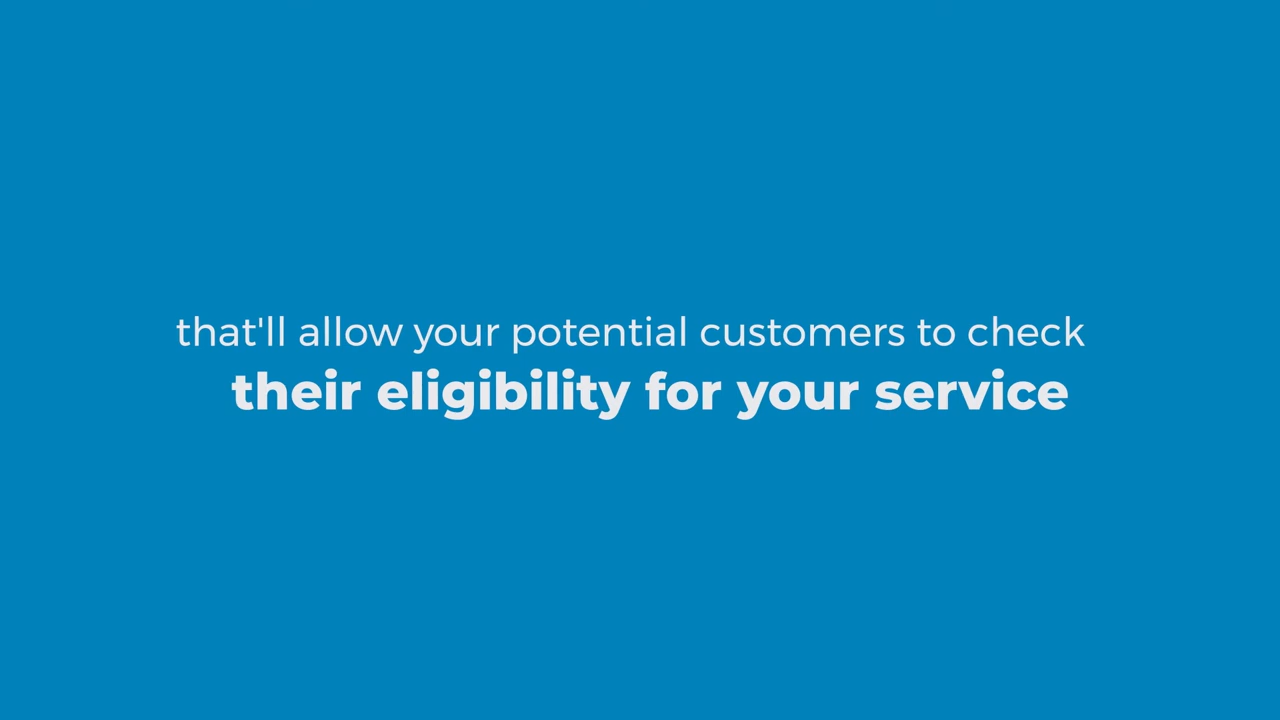 that'll allow your potential customers to check
their eligibility for your service